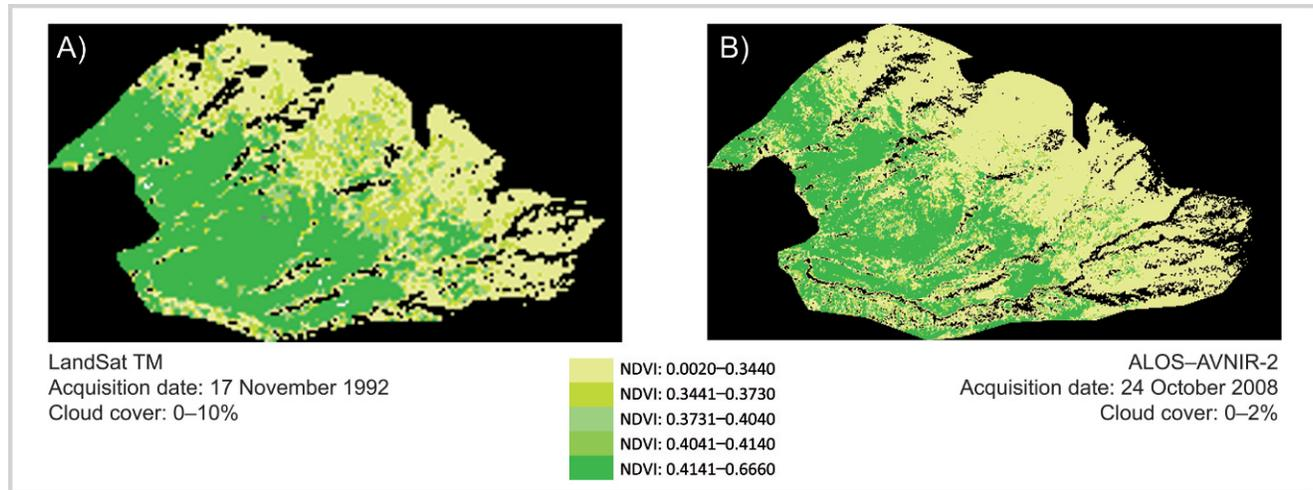 A)
B)
LandSat TM
Acquisition date: 17 November 1992
Cloud cover: 0–10%
NDVI: 0.0020–0.3440
NDVI: 0.3441–0.3730
NDVI: 0.3731–0.4040
NDVI: 0.4041–0.4140
NDVI: 0.4141–0.6660
ALOS–AVNIR-2
Acquisition date: 24 October 2008
Cloud cover: 0–2%